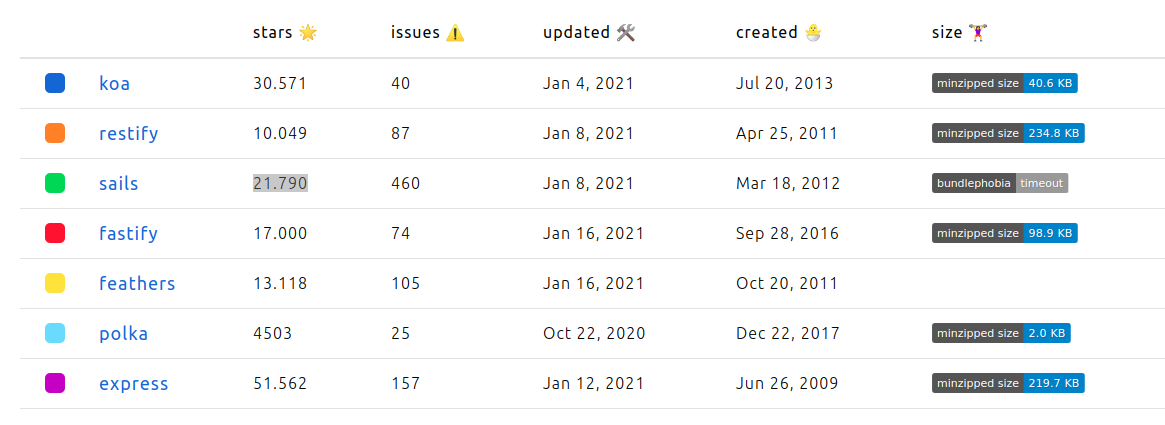 stars 🌟 issues ⚠️ updated 🛠️ created 🐣 size 🏋️‍♀️
koa 30.571 40 Jan 4, 2021 Jul 20, 2013 minzipped size 40.6 KB
restify 10.049 87 Jan 8, 2021 Apr 25, 2011 minzipped size 234.8 KB
sails 21.790 460 Jan 8, 2021 Mar 18, 2012 bundlephobia timeout
fastify 17.000 74 Jan 16, 2021 Sep 28, 2016 minzipped size 98.9 KB
feathers 13.118 105 Jan 16, 2021 Oct 20, 2011
polka 4503 25 Oct 22, 2020 Dec 22, 2017 minzipped size 2.0 KB
express 51.562 157 Jan 12, 2021 Jun 26, 2009 minzipped size 219.7 KB